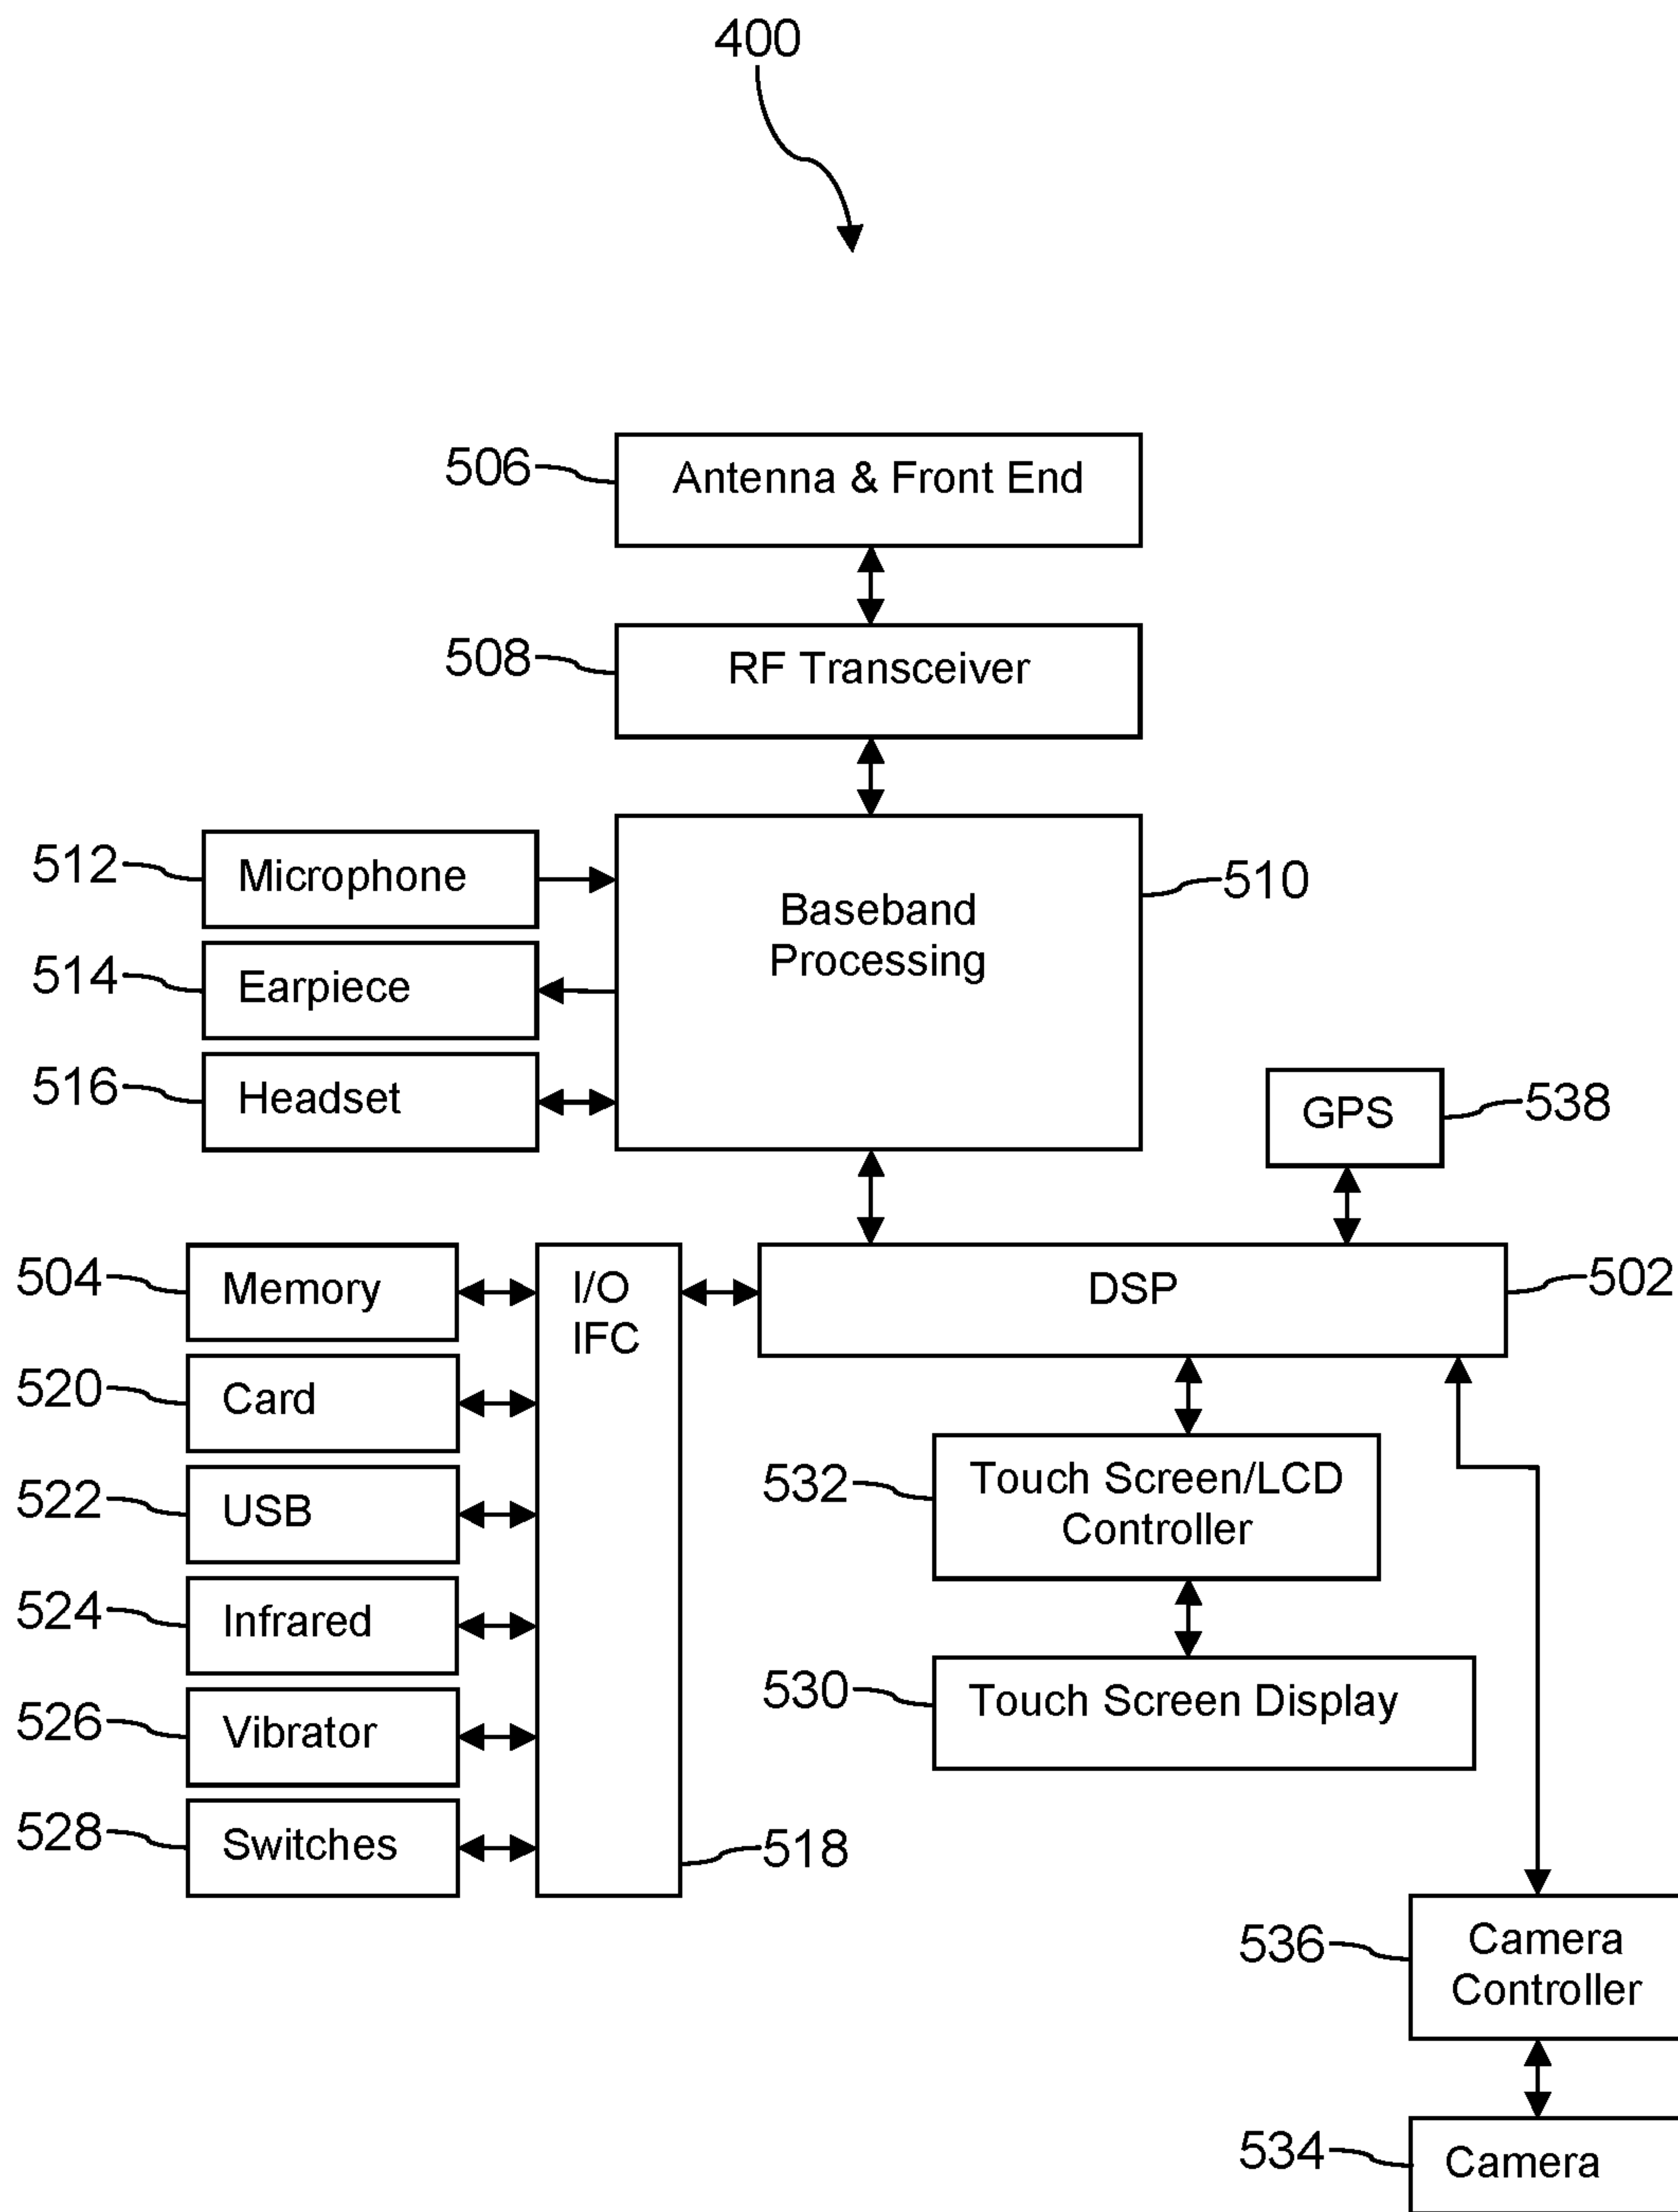 400
506
Antenna & Front End
508
RF Transceiver
512
Microphone
Baseband
Processing
510
514
Earpiece
516
Headset
GPS
538
504
Memory
I/O
IFC
DSP
502
520
Card
522
USB
532
Touch Screen/LCD
Controller
524
Infrared
526
Vibrator
530
Touch Screen Display
528
Switches
518
536
Camera
Controller
534
Camera